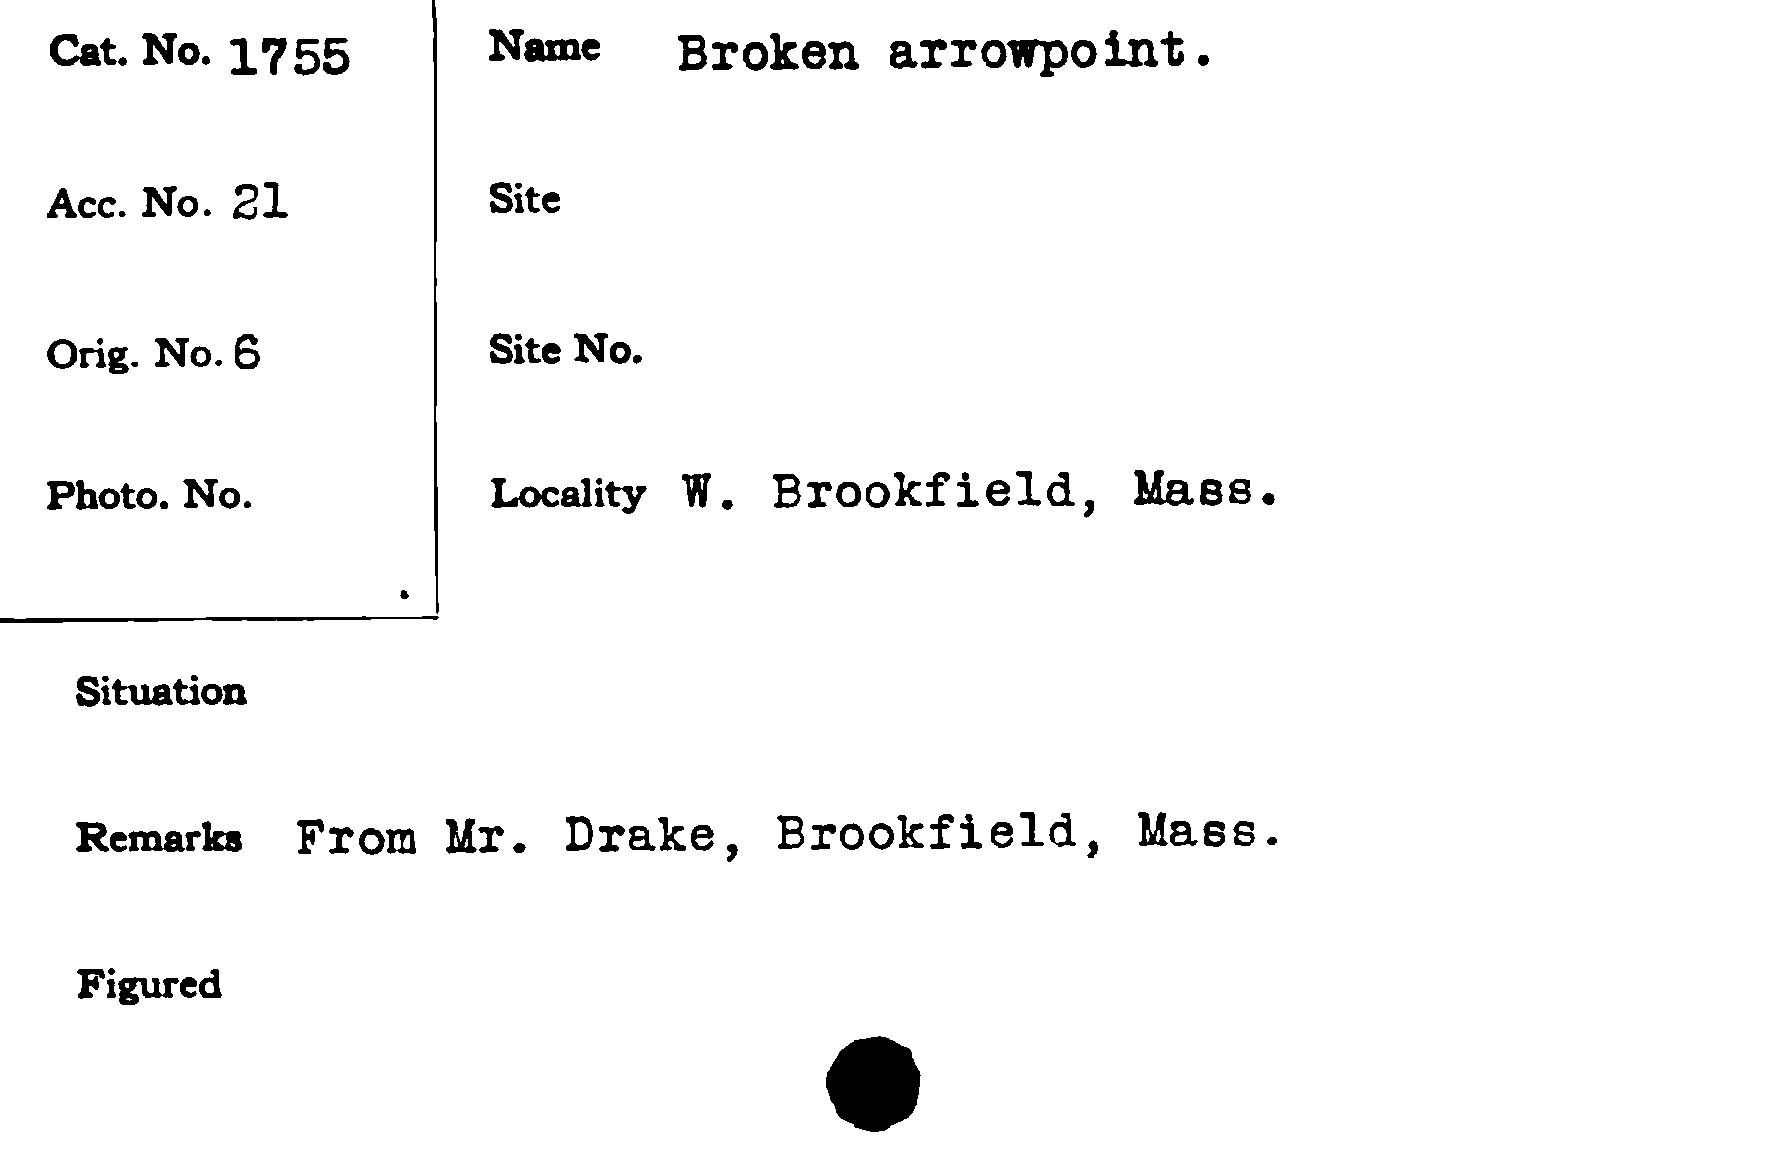 Cat. No. 1755
Acc. No. 21
Orig. No. 6
Photo. No.
Name Broken arrowpoint.
Site
Site No.
Locality W. Brookfield, Mass.
Situation
Remarks From Mr. Drake, Brookfield, Mass.
Figured